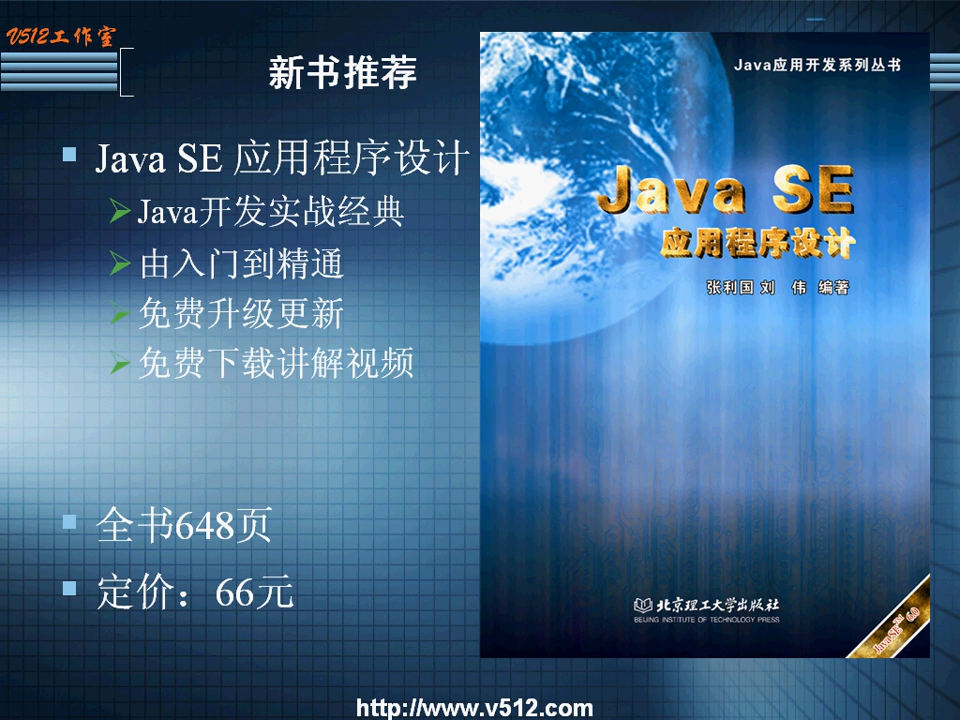 V512工作室
新书推荐
Java SE 应用程序设计
Java开发实战经典
由入门到精通
免费升级更新
免费下载讲解视频
全书648页
定价：66元
Java应用开发系列丛书
Java SE
应用程序设计
张利国 刘 伟 编著
北京理工大学出版社
BEIJING INSTITUTE OF TECHNOLOGY PRESS
Java SE™ 6.0
http://www.v512.com